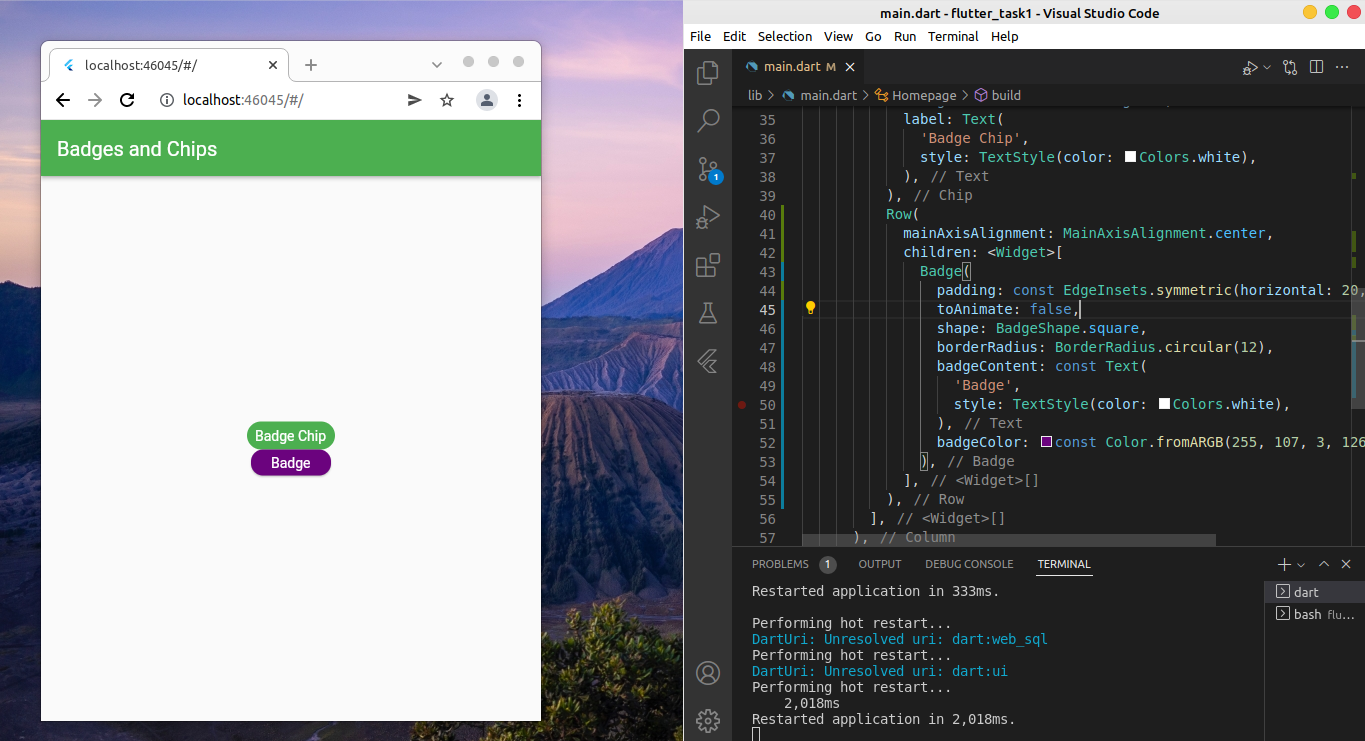 localhost:46045/#/
localhost:46045/#/
Badges and Chips
Badge Chip
Badge
main.dart - flutter_task1 - Visual Studio Code
File Edit Selection View Go Run Terminal Help
main.dart M
lib > main.dart > Homepage > build
35 label: Text(
36 'Badge Chip',
37 style: TextStyle(color: Colors.white),
38 ), // Text
39 ), // Chip
40 Row(
41 mainAxisAlignment: MainAxisAlignment.center,
42 children: <Widget>[
43 Badge(
44 padding: const EdgeInsets.symmetric(horizontal: 20,
45 toAnimate: false,
46 shape: BadgeShape.square,
47 borderRadius: BorderRadius.circular(12),
48 badgeContent: const Text(
49 'Badge',
50 style: TextStyle(color: Colors.white),
51 ), // Text
52 badgeColor: const Color.fromARGB(255, 107, 3, 126
53 ), // Badge
54 ], // <Widget>[]
55 ), // Row
56 ], // <Widget>[]
57 ), // Column
1
PROBLEMS 1 OUTPUT DEBUG CONSOLE TERMINAL
Restarted application in 333ms.
Performing hot restart...
DartUri: Unresolved uri: dart:web_sql
Performing hot restart...
DartUri: Unresolved uri: dart:ui
Performing hot restart...
2,018ms
Restarted application in 2,018ms.
dart
bash flu...